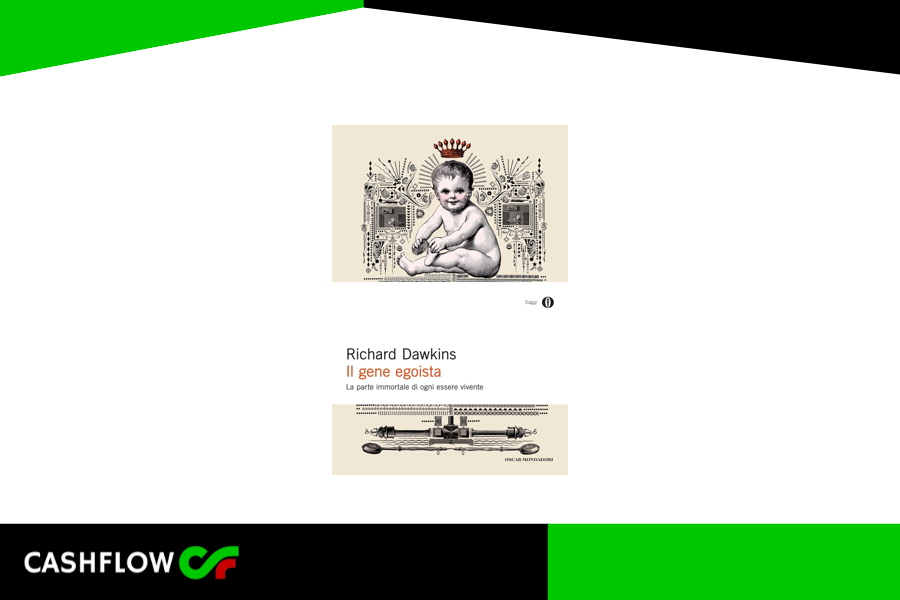 Saggi
Richard Dawkins
Il gene egoista
La parte immortale di ogni essere vivente
OSCAR MONDADORI
CASHFLOW